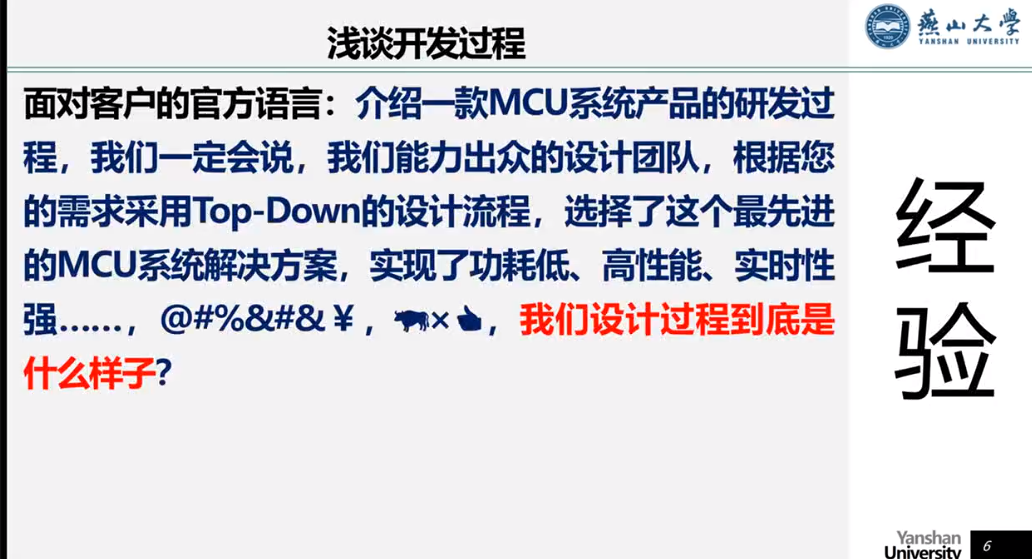 浅谈开发过程
燕山大学
YANSHAN UNIVERSITY
面对客户的官方语言：介绍一款MCU系统产品的研发过
程，我们一定会说，我们能力出众的设计团队，根据您
的需求采用Top-Down的设计流程，选择了这个最先进
的MCU系统解决方案，实现了功耗低、高性能、实时性
强……，@#%&#&￥，🐂×👍，我们设计过程到底是
什么样子?
经
验
Yanshan
University
6